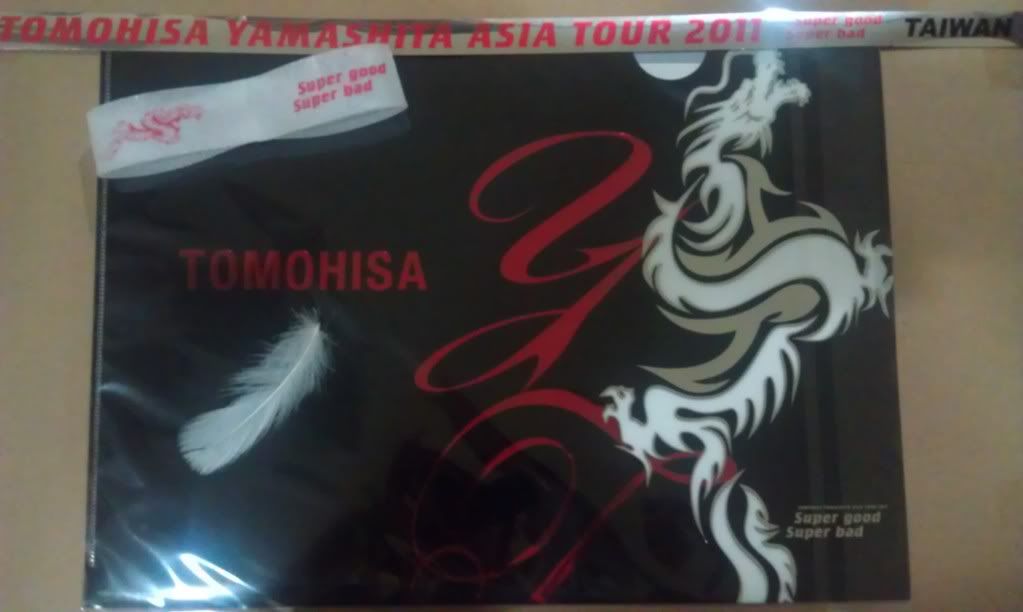 TOMOHISA YAMASHITA ASIA TOUR 2011
Super good
Super bad
TAIWAN
Super good
Super bad
TOMOHISA
Y
Super good
Super bad